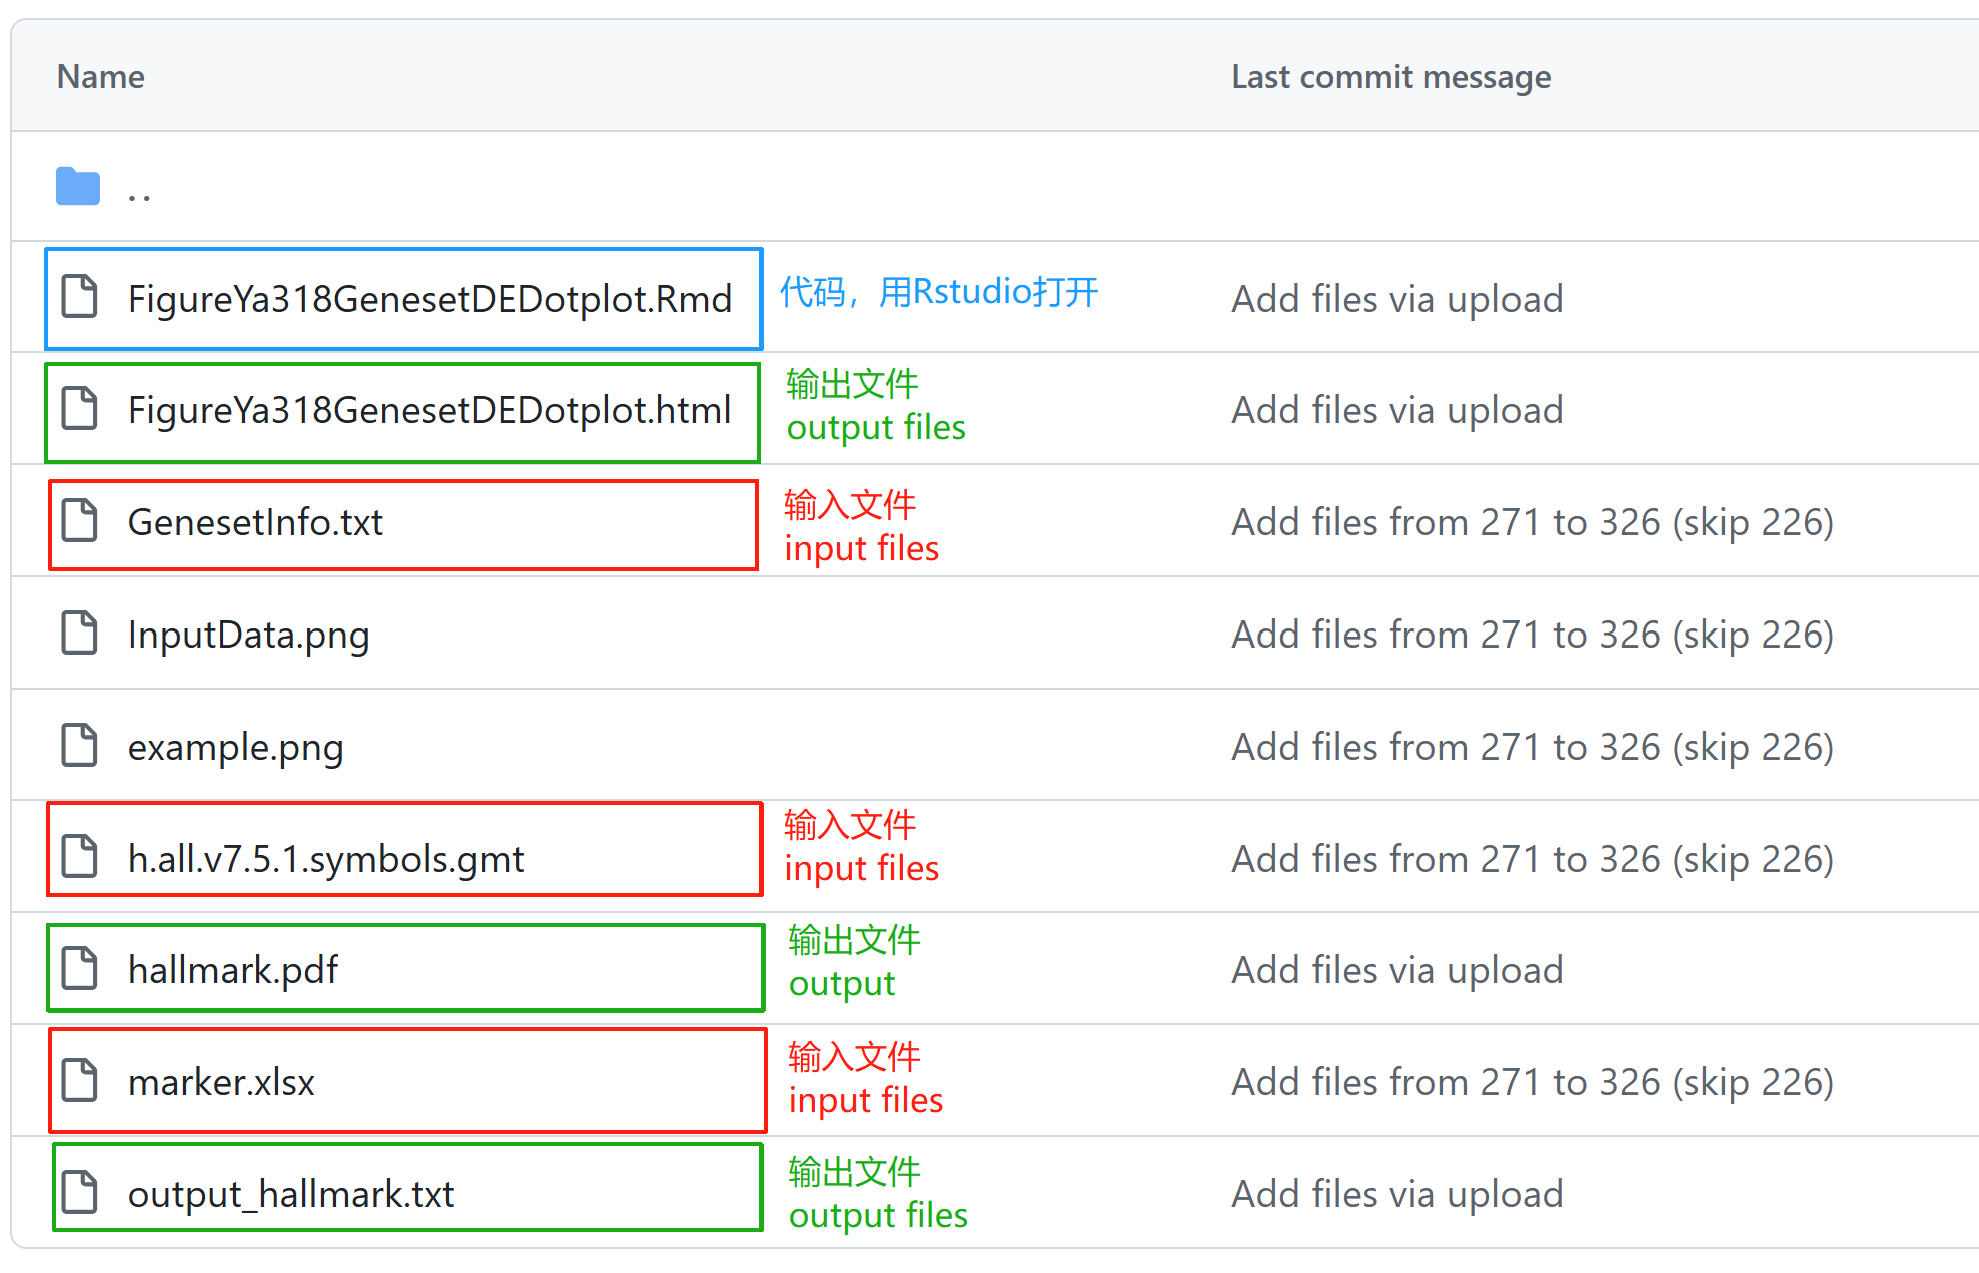 Name Last commit message
..
FigureYa318GenesetDEDotplot.Rmd 代码，用Rstudio打开 Add files via upload
FigureYa318GenesetDEDotplot.html 输出文件 Add files via upload
output files
GenesetInfo.txt 输入文件 Add files from 271 to 326 (skip 226)
input files
InputData.png Add files from 271 to 326 (skip 226)
example.png Add files from 271 to 326 (skip 226)
h.all.v7.5.1.symbols.gmt 输入文件 Add files from 271 to 326 (skip 226)
input files
hallmark.pdf 输出文件 Add files via upload
output
marker.xlsx 输入文件 Add files from 271 to 326 (skip 226)
input files
output_hallmark.txt 输出文件 Add files via upload
output files